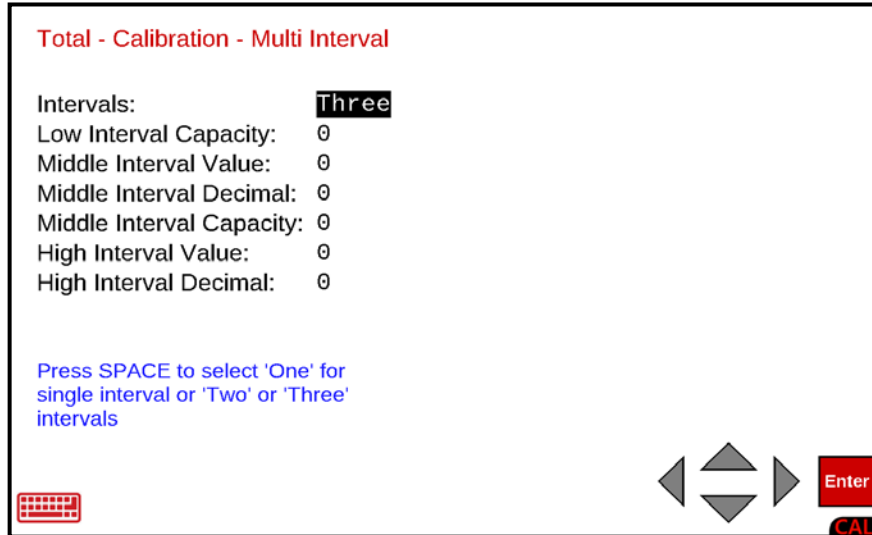 Total - Calibration - Multi Interval
Intervals: Three
Low Interval Capacity: 0
Middle Interval Value: 0
Middle Interval Decimal: 0
Middle Interval Capacity: 0
High Interval Value: 0
High Interval Decimal: 0
Press SPACE to select 'One' for
single interval or 'Two' or 'Three'
intervals
Enter
CAL